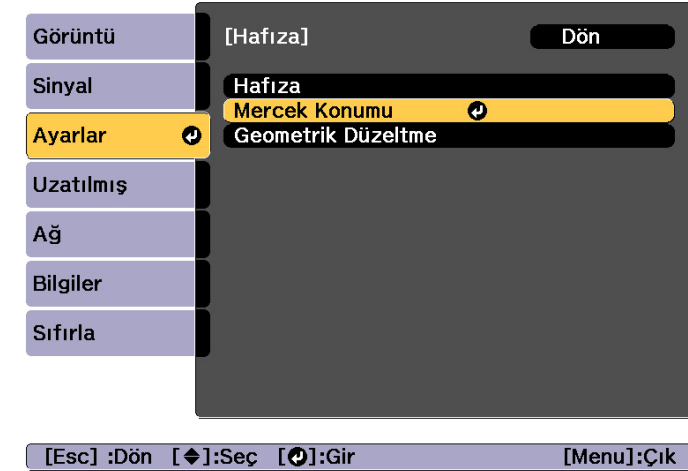 Görüntü
Sinyal
Ayarlar
Uzatılmış
Ağ
Bilgiler
Sıfırla
[Hafıza] Dön
Hafıza
Mercek Konumu
Geometrik Düzeltme
[Esc] :Dön [◆]:Seç [↵]:Gir [Menu]:Çık